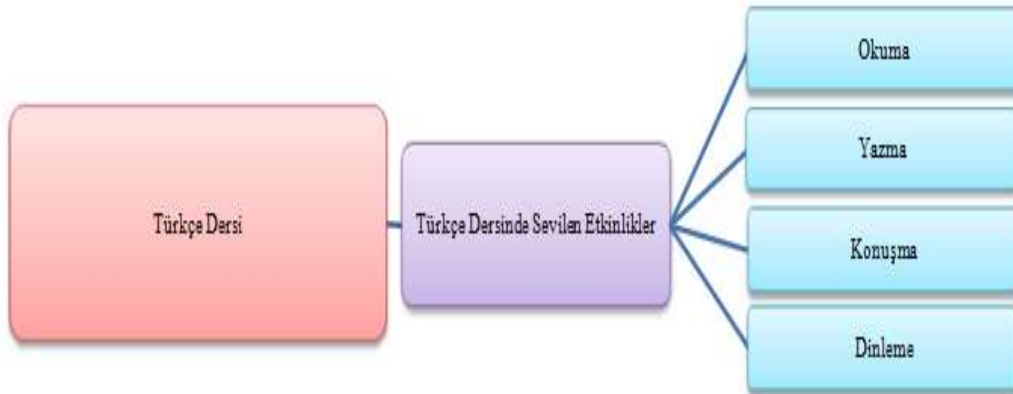 Türkçe Dersi
Türkçe Dersinde Sevilen Etkinlikler
Okuma
Yazma
Konuşma
Dinleme